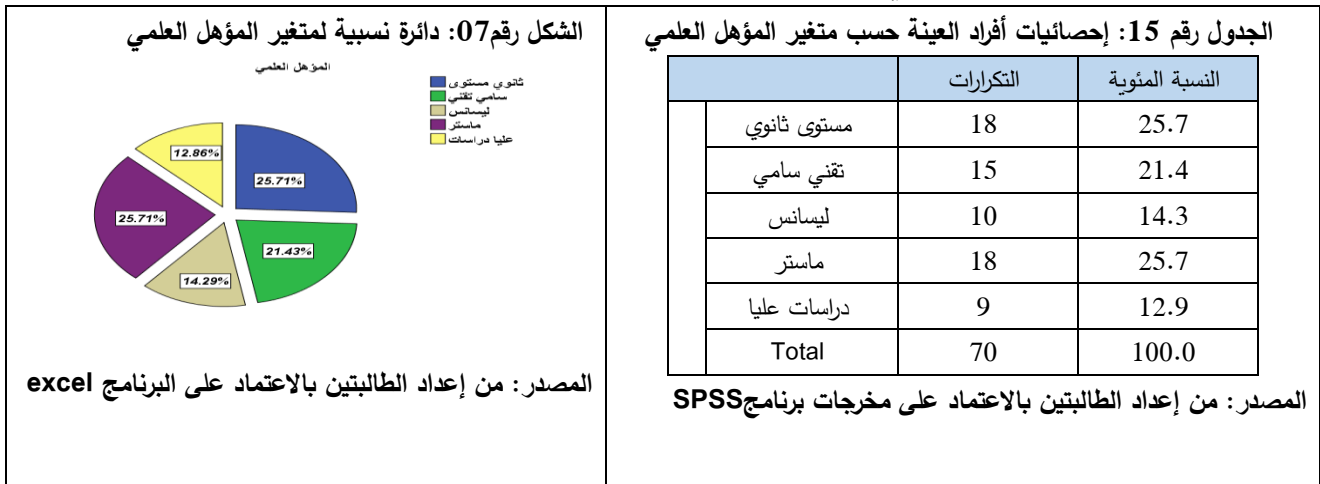 الجدول رقم 15: إحصائيات أفراد العينة حسب متغير المؤهل العلمي
التكرارات النسبة المئوية
مستوى ثانوي 18 25.7
تقني سامي 15 21.4
ليسانس 10 14.3
ماستر 18 25.7
دراسات عليا 9 12.9
Total 70 100.0
المصدر: من إعداد الطالبتين بالاعتماد على مخرجات برنامجSPSS
الشكل رقم07: دائرة نسبية لمتغير المؤهل العلمي
المؤهل العلمي
ثانوي مستوى
سامي تقني
ليسانس
ماستر
عليا دراسات
12.86%
25.71%
25.71%
21.43%
14.29%
المصدر: من إعداد الطالبتين بالاعتماد على البرنامج excel